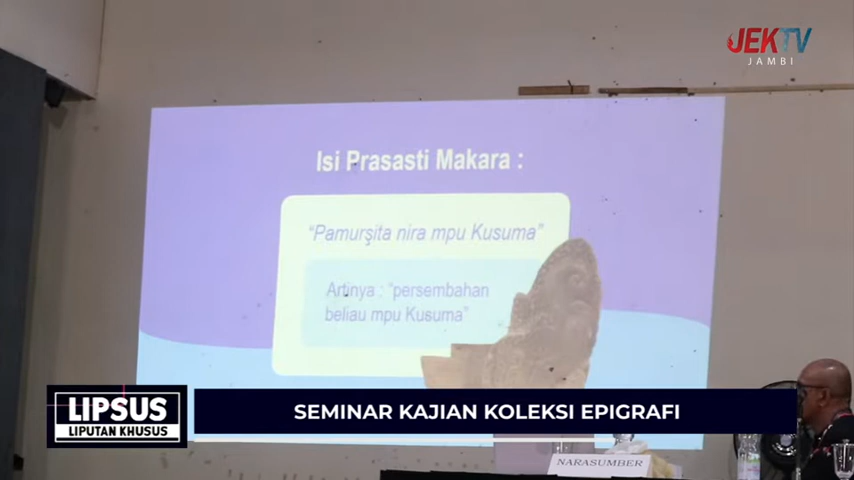 JEKTV
JAMBI
Isi Prasasti Makara :
“Pamurṣita nira mpu Kusuma”
Artinya : “persembahan
beliau mpu Kusuma”
LIPSUS
LIPUTAN KHUSUS
SEMINAR KAJIAN KOLEKSI EPIGRAFI
NARASUMBER